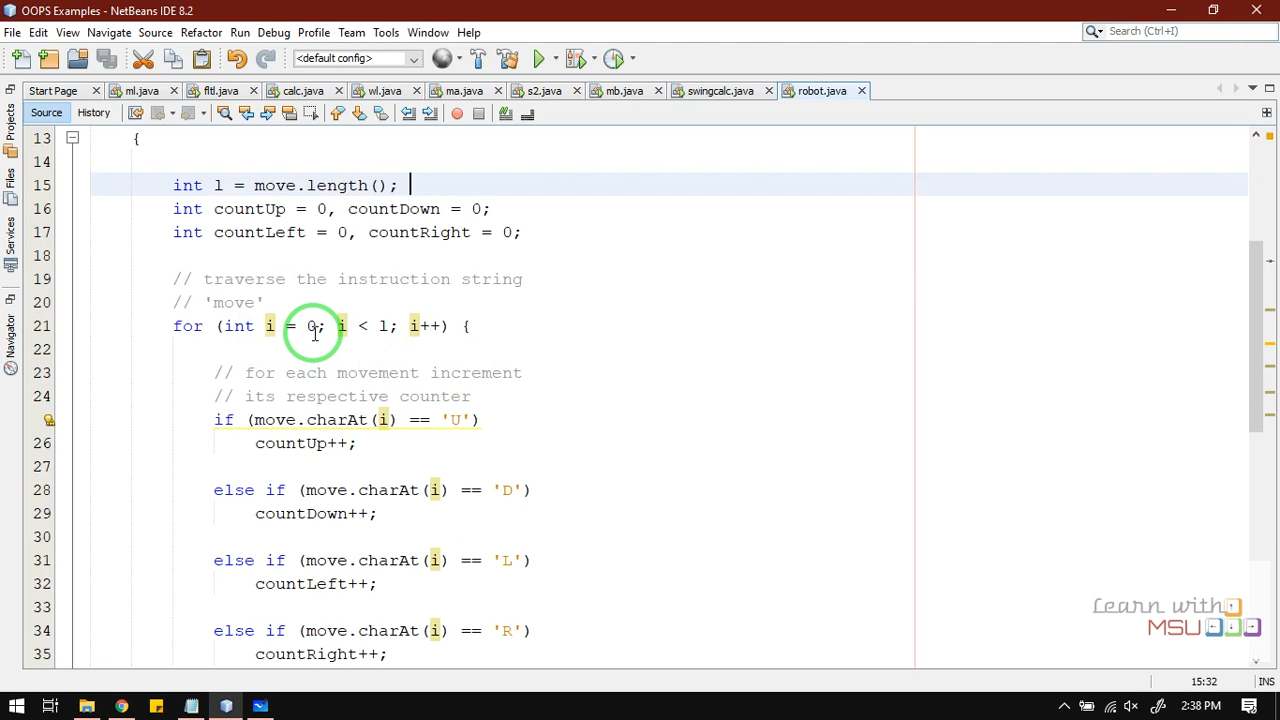 OOPS Examples - NetBeans IDE 8.2
File Edit View Navigate Source Refactor Run Debug Profile Team Tools Window Help
Search (Ctrl+I)
<default config>
Start Page ml.java fltl.java calc.java wl.java ma.java s2.java mb.java swingcalc.java robot.java
Source History
Projects
Files
Services
Navigator
13 {
14
15 int l = move.length();
16 int countUp = 0, countDown = 0;
17 int countLeft = 0, countRight = 0;
18
19 // traverse the instruction string
20 // 'move'
21 for (int i = 0; i < l; i++) {
22
23 // for each movement increment
24 // its respective counter
if (move.charAt(i) == 'U')
26 countUp++;
27
28 else if (move.charAt(i) == 'D')
29 countDown++;
30
31 else if (move.charAt(i) == 'L')
32 countLeft++;
33
34 else if (move.charAt(i) == 'R')
35 countRight++;
Learn with
MSU
15:32 INS
2:38 PM